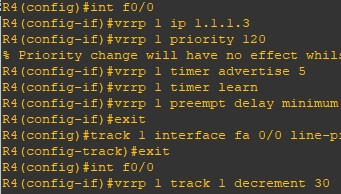 R4(config)#int f0/0
R4(config-if)#vrrp 1 ip 1.1.1.3
R4(config-if)#vrrp 1 priority 120
% Priority change will have no effect whils
R4(config-if)#vrrp 1 timer advertise 5
R4(config-if)#vrrp 1 timer learn
R4(config-if)#vrrp 1 preempt delay minimum
R4(config-if)#exit
R4(config)#track 1 interface fa 0/0 line-p
R4(config-track)#exit
R4(config)#int f0/0
R4(config-if)#vrrp 1 track 1 decrement 30